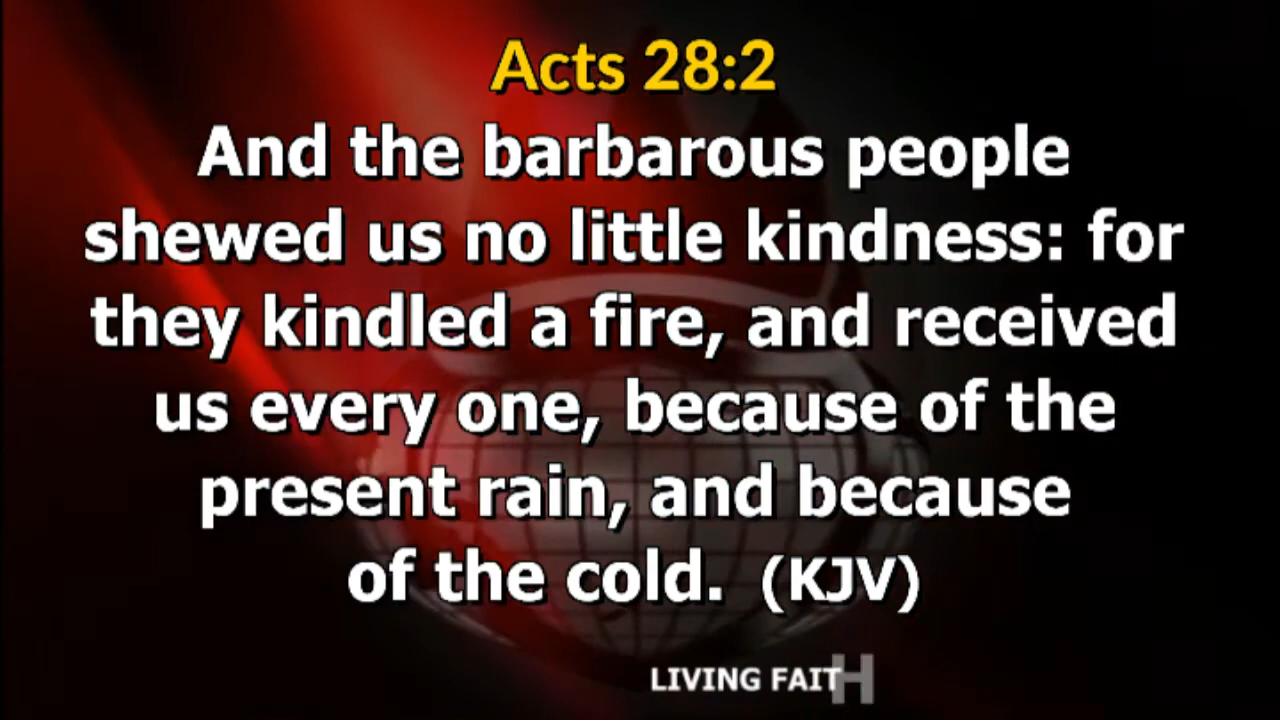 Acts 28:2
And the barbarous people
shewed us no little kindness: for
they kindled a fire, and received
us every one, because of the
present rain, and because
of the cold. (KJV)
LIVING FAITH